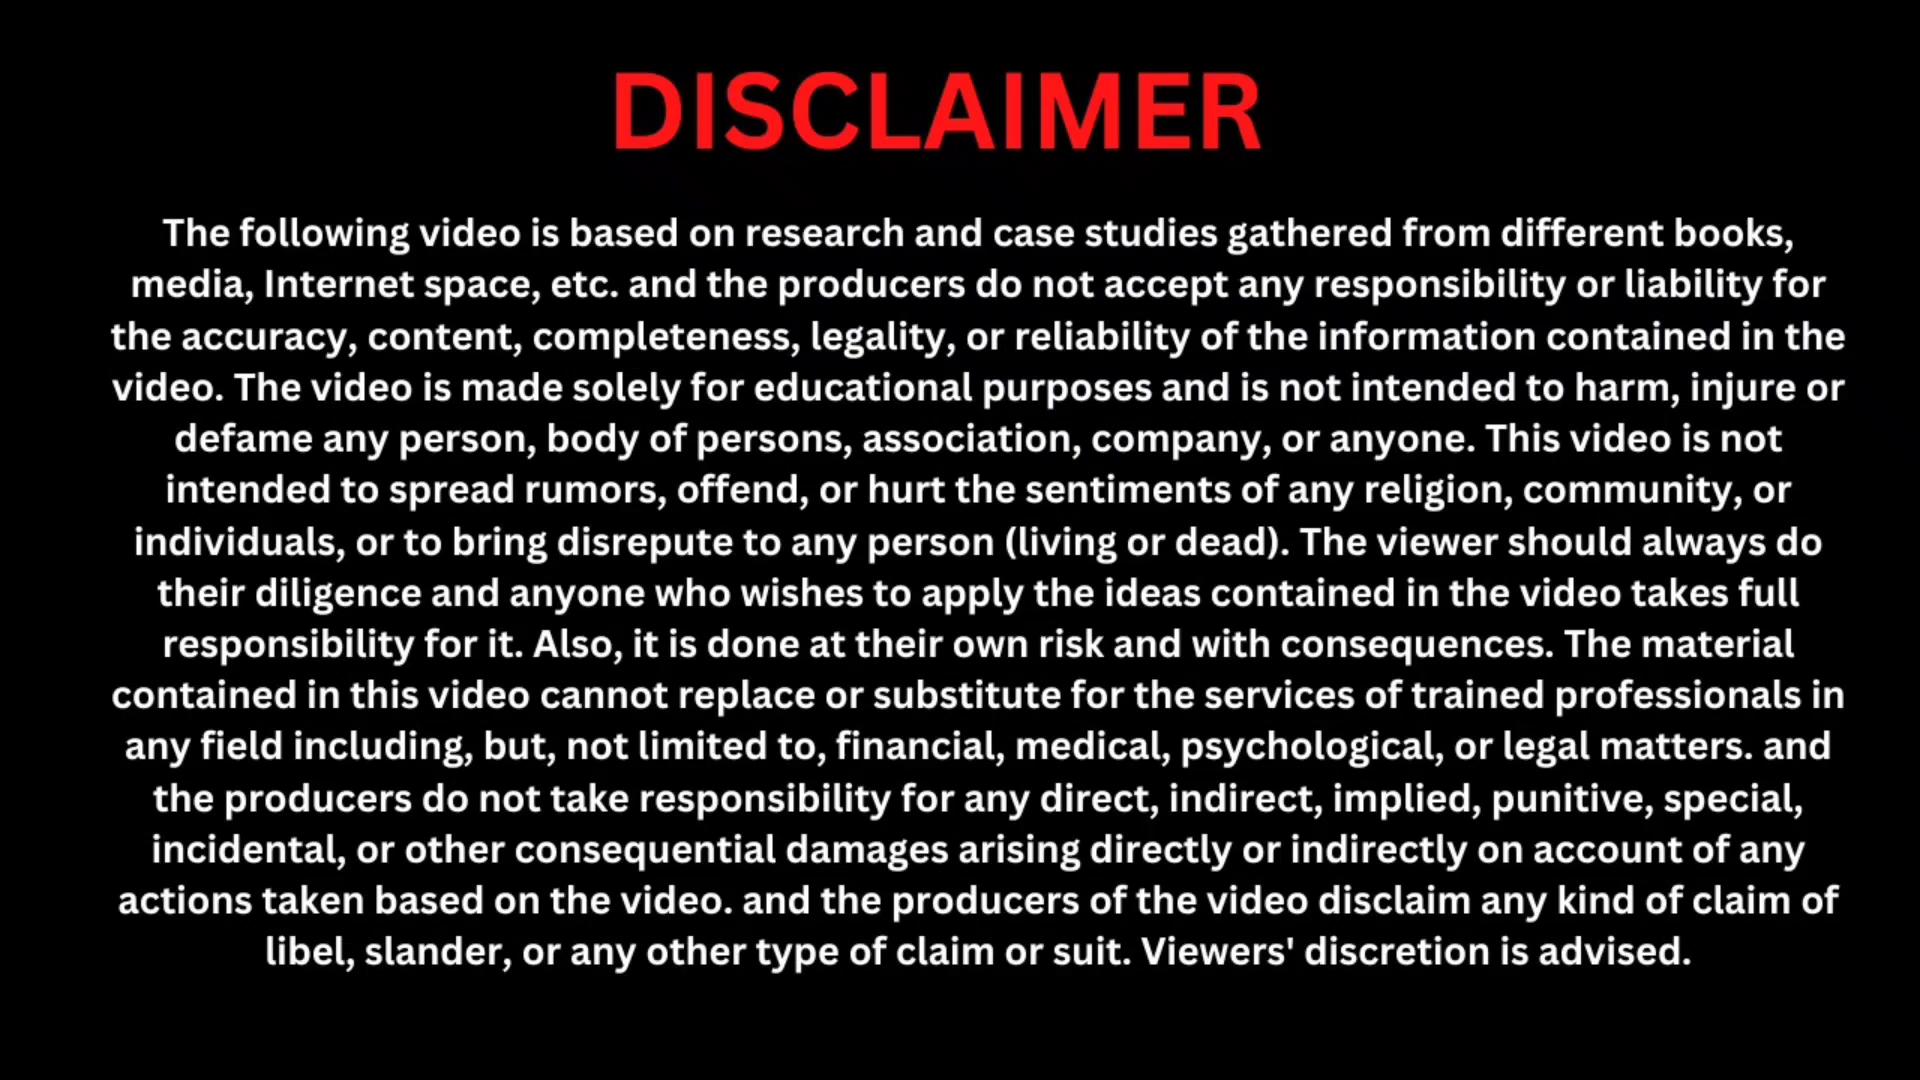 DISCLAIMER
The following video is based on research and case studies gathered from different books,
media, Internet space, etc. and the producers do not accept any responsibility or liability for
the accuracy, content, completeness, legality, or reliability of the information contained in the
video. The video is made solely for educational purposes and is not intended to harm, injure or
defame any person, body of persons, association, company, or anyone. This video is not
intended to spread rumors, offend, or hurt the sentiments of any religion, community, or
individuals, or to bring disrepute to any person (living or dead). The viewer should always do
their diligence and anyone who wishes to apply the ideas contained in the video takes full
responsibility for it. Also, it is done at their own risk and with consequences. The material
contained in this video cannot replace or substitute for the services of trained professionals in
any field including, but, not limited to, financial, medical, psychological, or legal matters. and
the producers do not take responsibility for any direct, indirect, implied, punitive, special,
incidental, or other consequential damages arising directly or indirectly on account of any
actions taken based on the video. and the producers of the video disclaim any kind of claim of
libel, slander, or any other type of claim or suit. Viewers' discretion is advised.